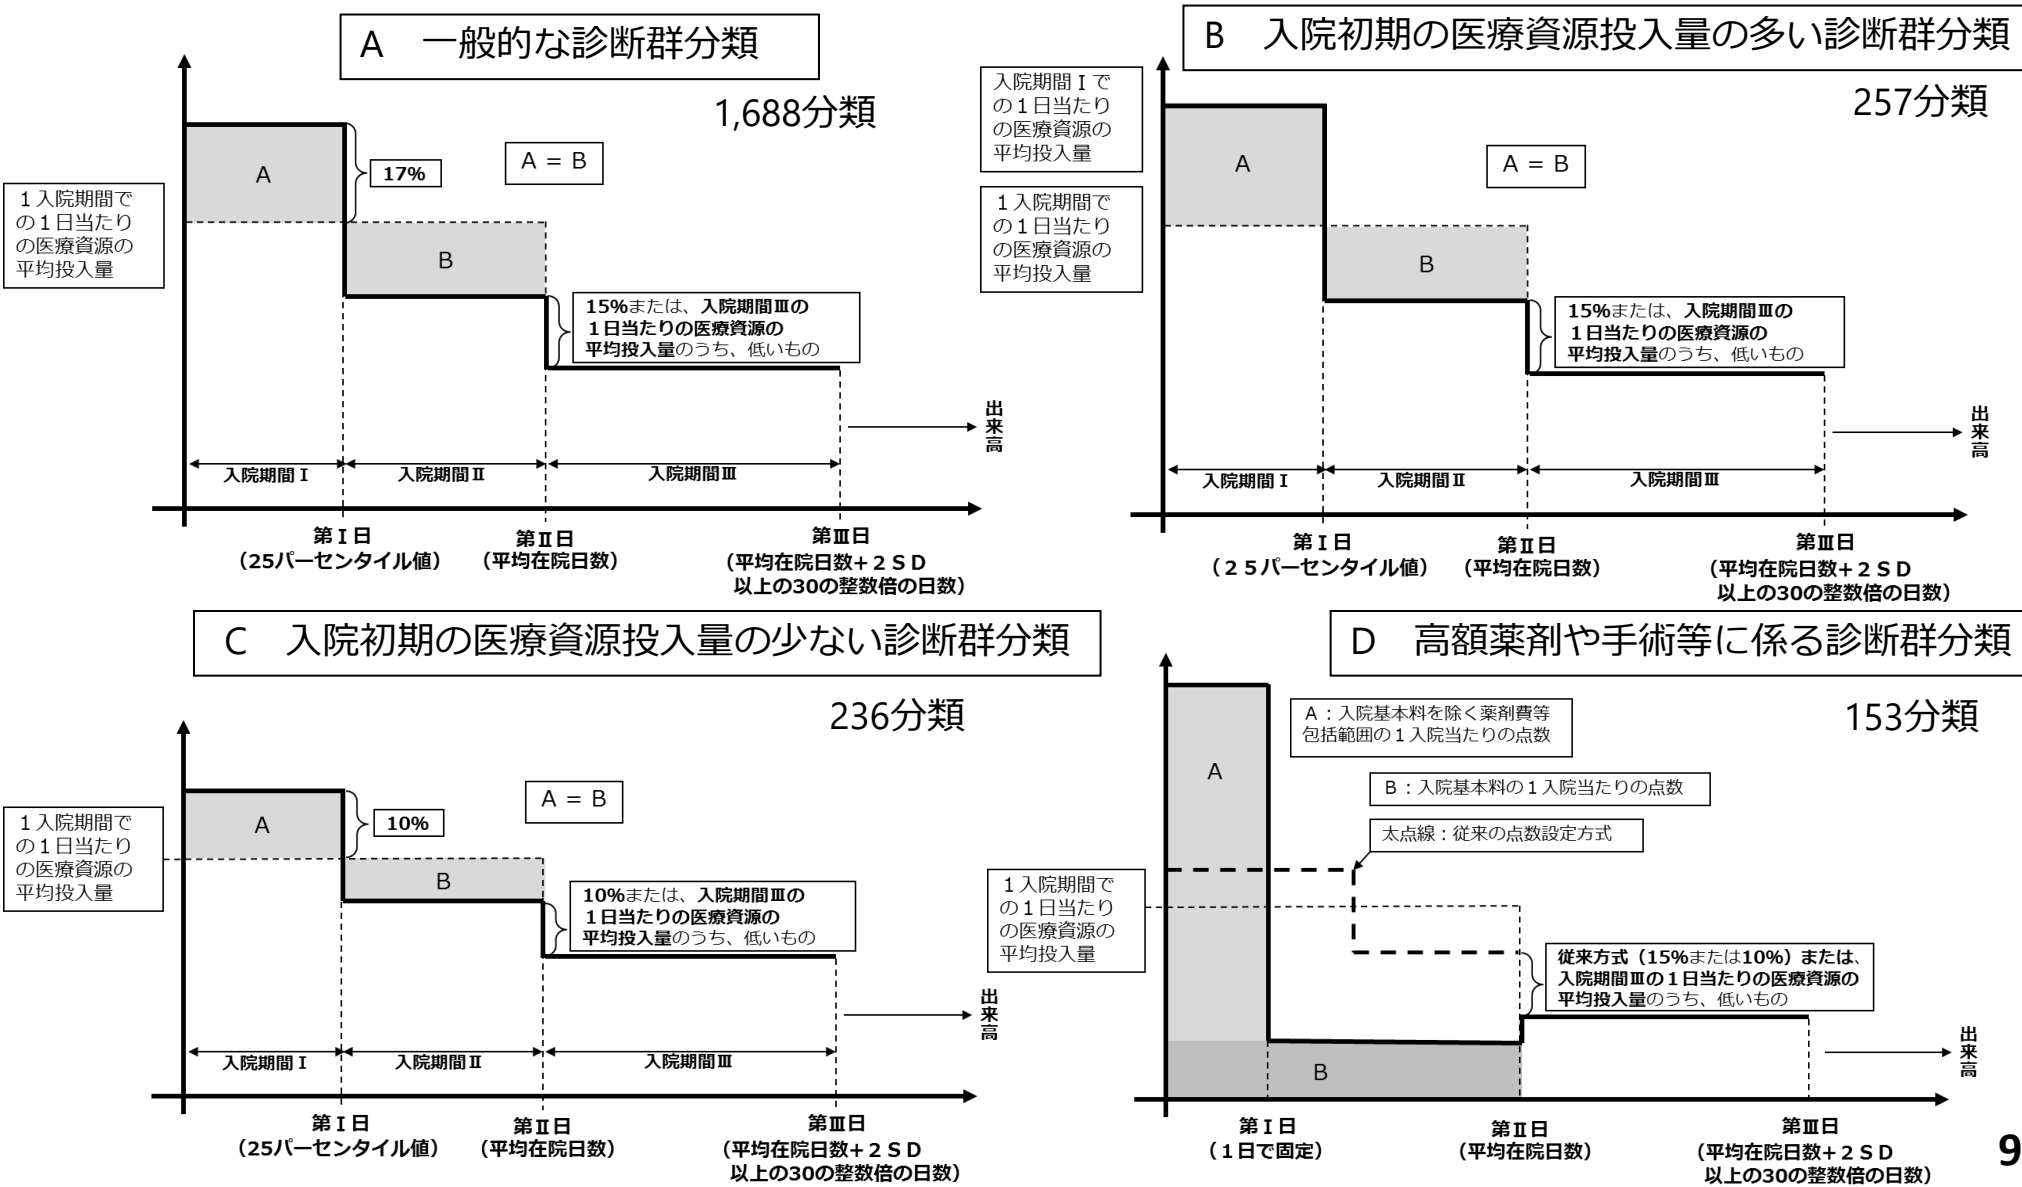 A　一般的な診断群分類
1,688分類
１入院期間で
の１日当たり
の医療資源の
平均投入量
A
17%
A = B
B
15%または、入院期間Ⅲの
１日当たりの医療資源の
平均投入量のうち、低いもの
出来高
入院期間Ⅰ
入院期間Ⅱ
入院期間Ⅲ
第Ⅰ日
（25パーセンタイル値）
第Ⅱ日
（平均在院日数）
第Ⅲ日
（平均在院日数+２ＳＤ
以上の30の整数倍の日数）
B　入院初期の医療資源投入量の多い診断群分類
257分類
入院期間Ⅰで
の１日当たり
の医療資源の
平均投入量
１入院期間で
の１日当たり
の医療資源の
平均投入量
A
A = B
B
15%または、入院期間Ⅲの
１日当たりの医療資源の
平均投入量のうち、低いもの
出来高
入院期間Ⅰ
入院期間Ⅱ
入院期間Ⅲ
第Ⅰ日
（２５パーセンタイル値）
第Ⅱ日
（平均在院日数）
第Ⅲ日
（平均在院日数+２ＳＤ
以上の30の整数倍の日数）
C　入院初期の医療資源投入量の少ない診断群分類
236分類
１入院期間で
の１日当たり
の医療資源の
平均投入量
A
10%
A = B
B
10%または、入院期間Ⅲの
１日当たりの医療資源の
平均投入量のうち、低いもの
出来高
入院期間Ⅰ
入院期間Ⅱ
入院期間Ⅲ
第Ⅰ日
（25パーセンタイル値）
第Ⅱ日
（平均在院日数）
第Ⅲ日
（平均在院日数+２ＳＤ
以上の30の整数倍の日数）
D　高額薬剤や手術等に係る診断群分類
153分類
Ａ：入院基本料を除く薬剤費等
包括範囲の１入院当たりの点数
A
Ｂ：入院基本料の１入院当たりの点数
太点線：従来の点数設定方式
１入院期間で
の１日当たり
の医療資源の
平均投入量
従来方式（15%または10%）または、
入院期間Ⅲの１日当たりの医療資源の
平均投入量のうち、低いもの
B
出来高
第Ⅰ日
（１日で固定）
第Ⅱ日
（平均在院日数）
第Ⅲ日
（平均在院日数+２ＳＤ
以上の30の整数倍の日数）
9